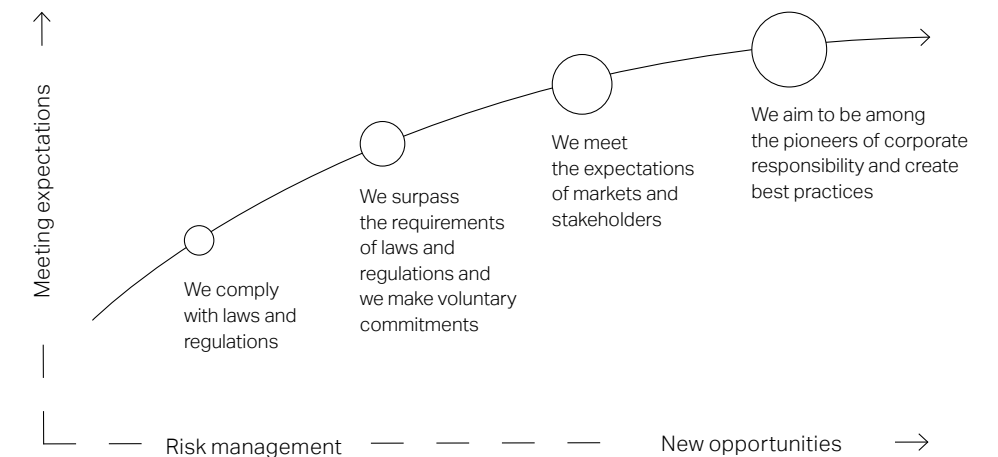 Meeting expectations
We comply
with laws and
regulations
We surpass
the requirements
of laws and
regulations and
we make voluntary
commitments
We meet
the expectations
of markets and
stakeholders
We aim to be among
the pioneers of corporate
responsibility and create
best practices
Risk management
New opportunities